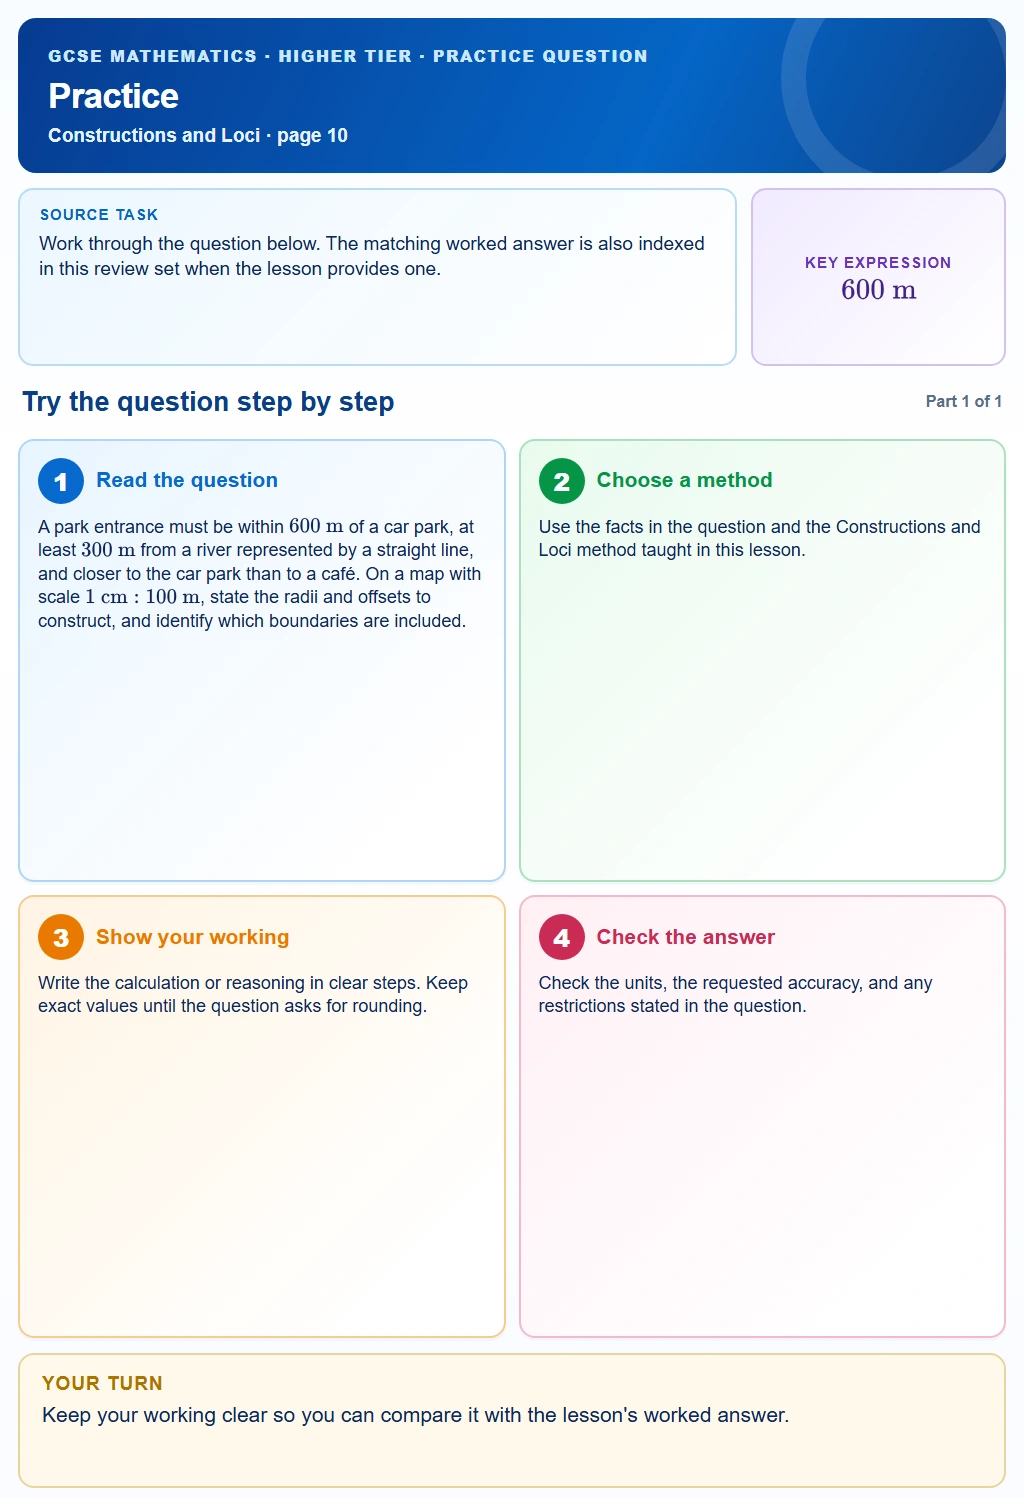 GCSE MATHEMATICS · HIGHER TIER · PRACTICE QUESTION
Practice
Constructions and Loci · page 10
SOURCE TASK
Work through the question below. The matching worked answer is also indexed
in this review set when the lesson provides one.
KEY EXPRESSION
600 m
Try the question step by step
Part 1 of 1
1 Read the question
A park entrance must be within 600 m of a car park, at
least 300 m from a river represented by a straight line,
and closer to the car park than to a café. On a map with
scale 1 cm : 100 m, state the radii and offsets to
construct, and identify which boundaries are included.
2 Choose a method
Use the facts in the question and the Constructions and
Loci method taught in this lesson.
3 Show your working
Write the calculation or reasoning in clear steps. Keep
exact values until the question asks for rounding.
4 Check the answer
Check the units, the requested accuracy, and any
restrictions stated in the question.
YOUR TURN
Keep your working clear so you can compare it with the lesson's worked answer.